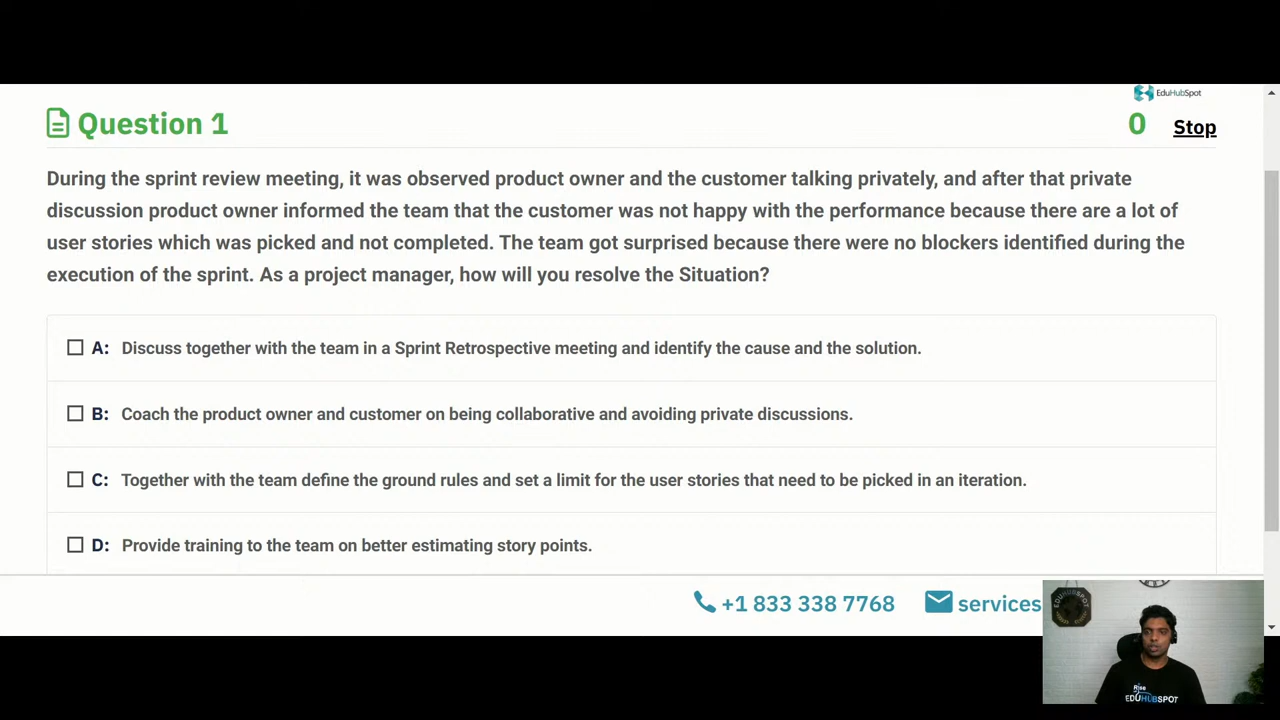 EduHubSpot
Question 1
0 Stop
During the sprint review meeting, it was observed product owner and the customer talking privately, and after that private
discussion product owner informed the team that the customer was not happy with the performance because there are a lot of
user stories which was picked and not completed. The team got surprised because there were no blockers identified during the
execution of the sprint. As a project manager, how will you resolve the Situation?
A: Discuss together with the team in a Sprint Retrospective meeting and identify the cause and the solution.
B: Coach the product owner and customer on being collaborative and avoiding private discussions.
C: Together with the team define the ground rules and set a limit for the user stories that need to be picked in an iteration.
D: Provide training to the team on better estimating story points.
+1 833 338 7768 services
EDUHUBSPOT
Rise
EDUHUBSPOT